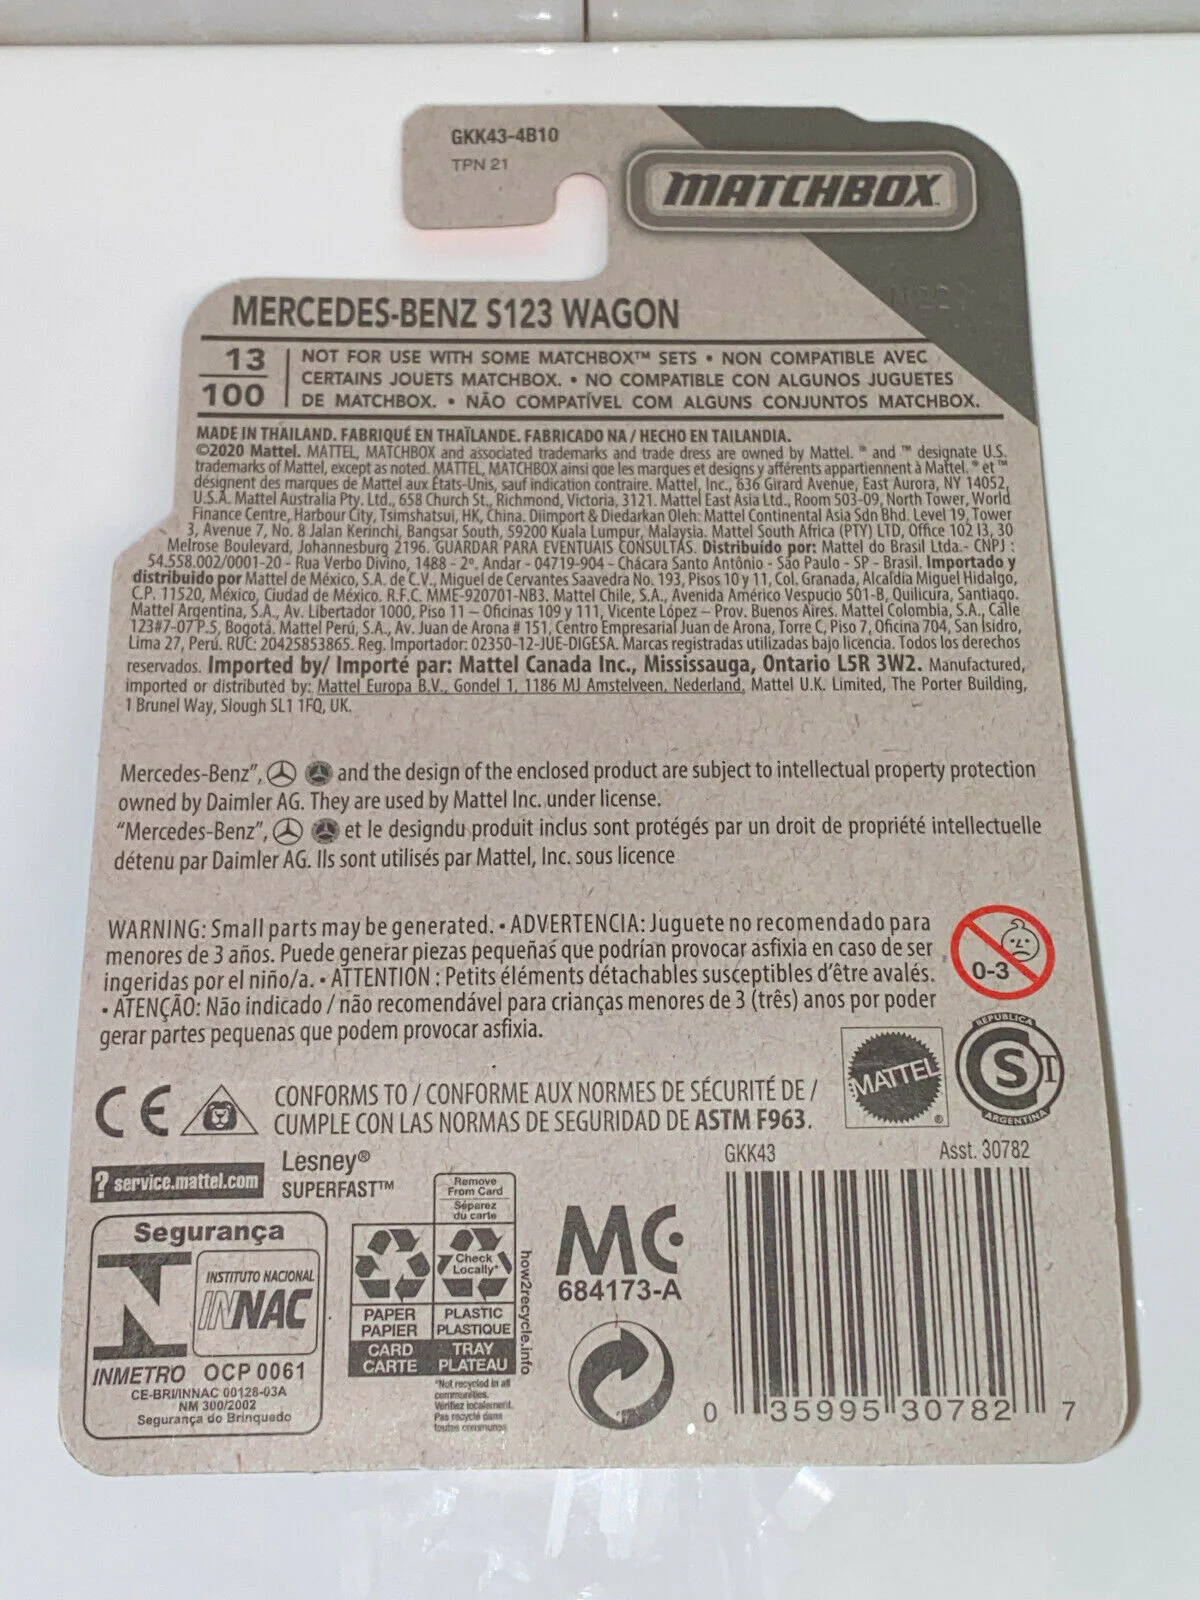 GKK43-4B10
TPN 21
MATCHBOX
MERCEDES-BENZ S123 WAGON
13
100
NOT FOR USE WITH SOME MATCHBOX™ SETS • NON COMPATIBLE AVEC
CERTAINS JOUETS MATCHBOX. • NO COMPATIBLE CON ALGUNOS JUGUETES
DE MATCHBOX. • NÃO COMPATÍVEL COM ALGUNS CONJUNTOS MATCHBOX.
MADE IN THAILAND. FABRIQUÉ EN THAÏLANDE. FABRICADO NA / HECHO EN TAILANDIA.
©2020 Mattel. MATTEL, MATCHBOX and associated trademarks and trade dress are owned by Mattel. ® and ™ designate U.S.
trademarks of Mattel, except as noted. MATTEL, MATCHBOX ainsi que les marques et designs y afférents appartiennent à Mattel. ® et ™
désignent des marques de Mattel aux États-Unis, sauf indication contraire. Mattel, Inc., 636 Girard Avenue, East Aurora, NY 14052,
U.S.A. Mattel Australia Pty. Ltd., 658 Church St., Richmond, Victoria, 3121. Mattel East Asia Ltd., Room 503-09, North Tower, World
Finance Centre, Harbour City, Tsimshatsui, HK, China. Diimport & Diedarkan Oleh: Mattel Continental Asia Sdn Bhd. Level 19, Tower
3, Avenue 7, No. 8 Jalan Kerinchi, Bangsar South, 59200 Kuala Lumpur, Malaysia. Mattel South Africa (PTY) LTD, Office 102 I3, 30
Melrose Boulevard, Johannesburg 2196. GUARDAR PARA EVENTUAIS CONSULTAS. Distribuído por: Mattel do Brasil Ltda.- CNPJ :
54.558.002/0001-20 - Rua Verbo Divino, 1488 - 2º. Andar - 04719-904 - Chácara Santo Antônio - São Paulo - SP - Brasil. Importado y
distribuido por Mattel de México, S.A. de C.V., Miguel de Cervantes Saavedra No. 193, Pisos 10 y 11, Col. Granada, Alcaldía Miguel Hidalgo,
C.P. 11520, México, Ciudad de México. R.F.C. MME-920701-NB3. Mattel Chile, S.A., Avenida Américo Vespucio 501-B, Quilicura, Santiago.
Mattel Argentina, S.A., Av. Libertador 1000, Piso 11 – Oficinas 109 y 111, Vicente López – Prov. Buenos Aires. Mattel Colombia, S.A., Calle
123#7-07 P.5, Bogotá. Mattel Perú, S.A., Av. Juan de Arona # 151, Centro Empresarial Juan de Arona, Torre C, Piso 7, Oficina 704, San Isidro,
Lima 27, Perú. RUC: 20425853865. Reg. Importador: 02350-12-JUE-DIGESA. Marcas registradas utilizadas bajo licencia. Todos los derechos
reservados. Imported by/ Importé par: Mattel Canada Inc., Mississauga, Ontario L5R 3W2. Manufactured,
imported or distributed by: Mattel Europa B.V., Gondel 1, 1186 MJ Amstelveen, Nederland, Mattel U.K. Limited, The Porter Building,
1 Brunel Way, Slough SL1 1FQ, UK.
Mercedes-Benz”, and the design of the enclosed product are subject to intellectual property protection
owned by Daimler AG. They are used by Mattel Inc. under license.
“Mercedes-Benz”, et le designdu produit inclus sont protégés par un droit de propriété intellectuelle
détenu par Daimler AG. Ils sont utilisés par Mattel, Inc. sous licence
WARNING: Small parts may be generated. • ADVERTENCIA: Juguete no recomendado para
menores de 3 años. Puede generar piezas pequeñas que podrían provocar asfixia en caso de ser
ingeridas por el niño/a. • ATTENTION : Petits éléments détachables susceptibles d'être avalés.
• ATENÇÃO: Não indicado / não recomendável para crianças menores de 3 (três) anos por poder
gerar partes pequenas que podem provocar asfixia.
0-3
REPUBLICA
S T
ARGENTINA
MATTEL ®
CE
CONFORMS TO / CONFORME AUX NORMES DE SÉCURITÉ DE /
CUMPLE CON LAS NORMAS DE SEGURIDAD DE ASTM F963.
GKK43 Asst. 30782
? service.mattel.com
Lesney®
SUPERFAST™
Segurança
INSTITUTO NACIONAL
INNAC
INMETRO OCP 0061
CE-BRI/INNAC 00128-03A
NM 300/2002
Segurança do Brinquedo
Remove
From Card
Séparez
du carte
Check
Locally*
PAPER
PAPIER
PLASTIC
PLASTIQUE
CARD
CARTE
TRAY
PLATEAU
how2recycle.info
*Not recycled in all
communities.
Vérifiez localement.
Pas recyclé dans
toutes communes
MC
684173-A
0 35995 30782 7